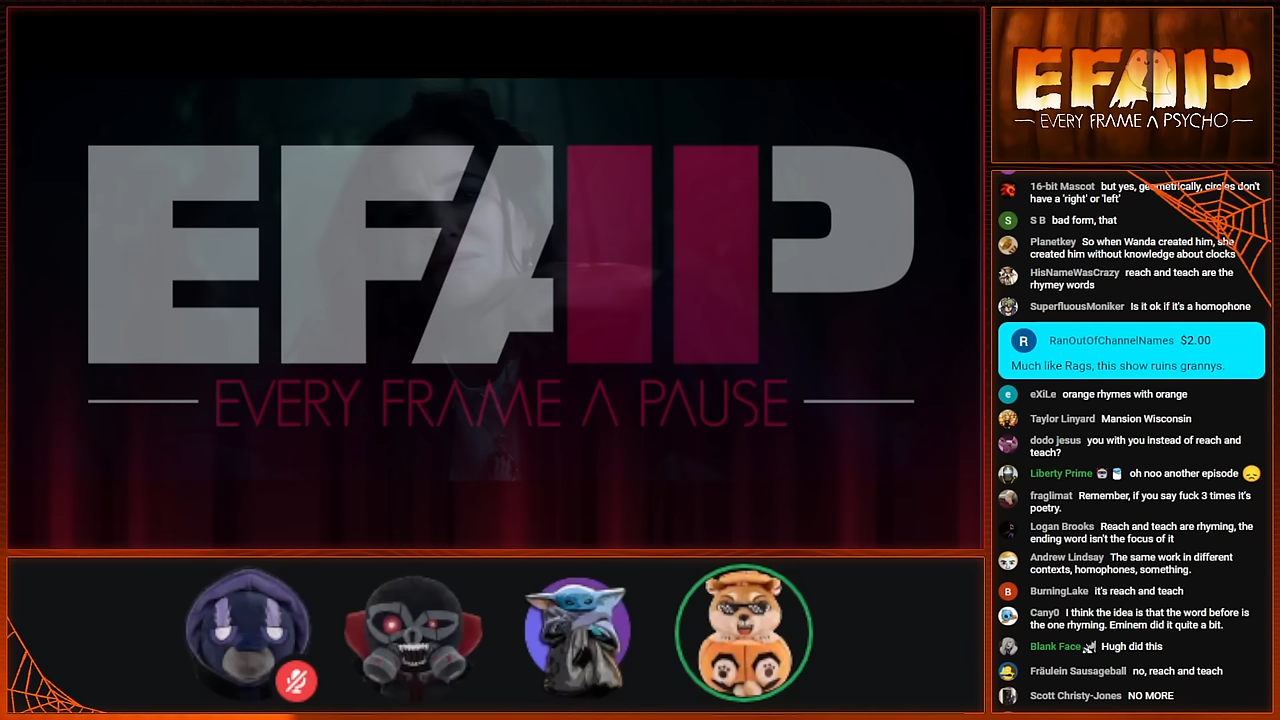 EFAP
EVERY FRAME A PAUSE
EFAP
EVERY FRAME A PSYCHO
16-bit Mascot but yes, geometrically, circles don't
have a 'right' or 'left'
S S B bad form, that
Planetkey So when Wanda created him, she
created him without knowledge about clocks
HisNameWasCrazy reach and teach are the
rhymey words
SuperfluousMoniker Is it ok if it's a homophone
R RanOutOfChannelNames $2.00
Much like Rags, this show ruins grannys.
e eXiLe orange rhymes with orange
Taylor Linyard Mansion Wisconsin
dodo jesus you with you instead of reach and
teach?
Liberty Prime oh noo another episode 😞
fraglimat Remember, if you say fuck 3 times it's
poetry.
Logan Brooks Reach and teach are rhyming, the
ending word isn't the focus of it
Andrew Lindsay The same work in different
contexts, homophones, something.
B BurningLake it's reach and teach
Cany0 I think the idea is that the word before is
the one rhyming. Eminem did it quite a bit.
Blank Face Hugh did this
Fräulein Sausageball no, reach and teach
Scott Christy-Jones NO MORE